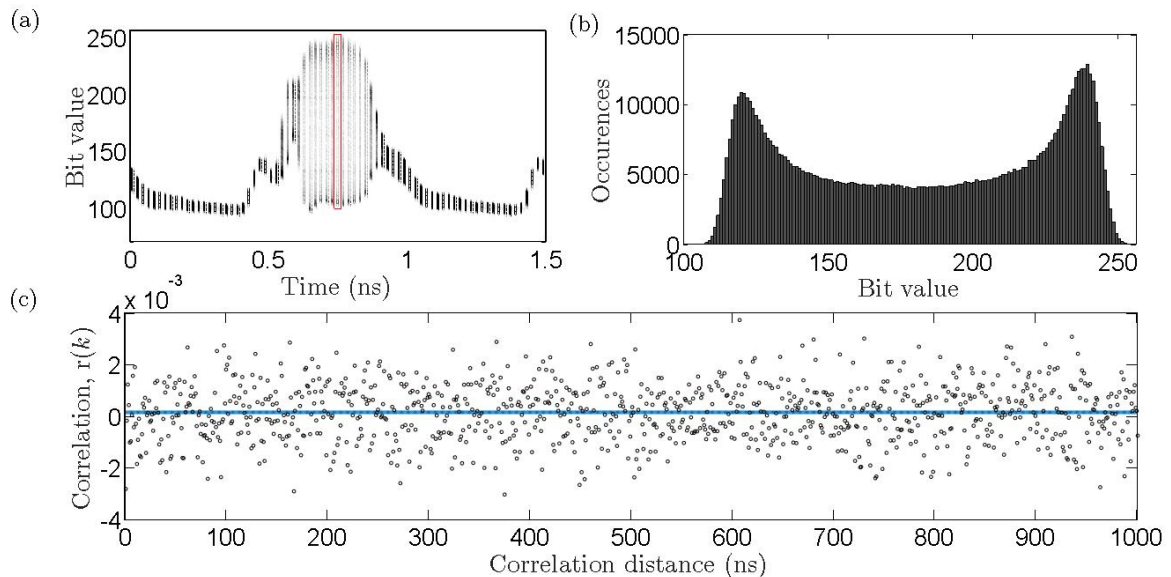 (a)
Bit value
250
200
150
100
0 0.5 1 1.5
Time (ns)
(b)
Occurences
15000
10000
5000
0
100 150 200 250
Bit value
(c)
Correlation, r(k)
x 10^-3
4
2
0
-2
-4
0 100 200 300 400 500 600 700 800 900 1000
Correlation distance (ns)